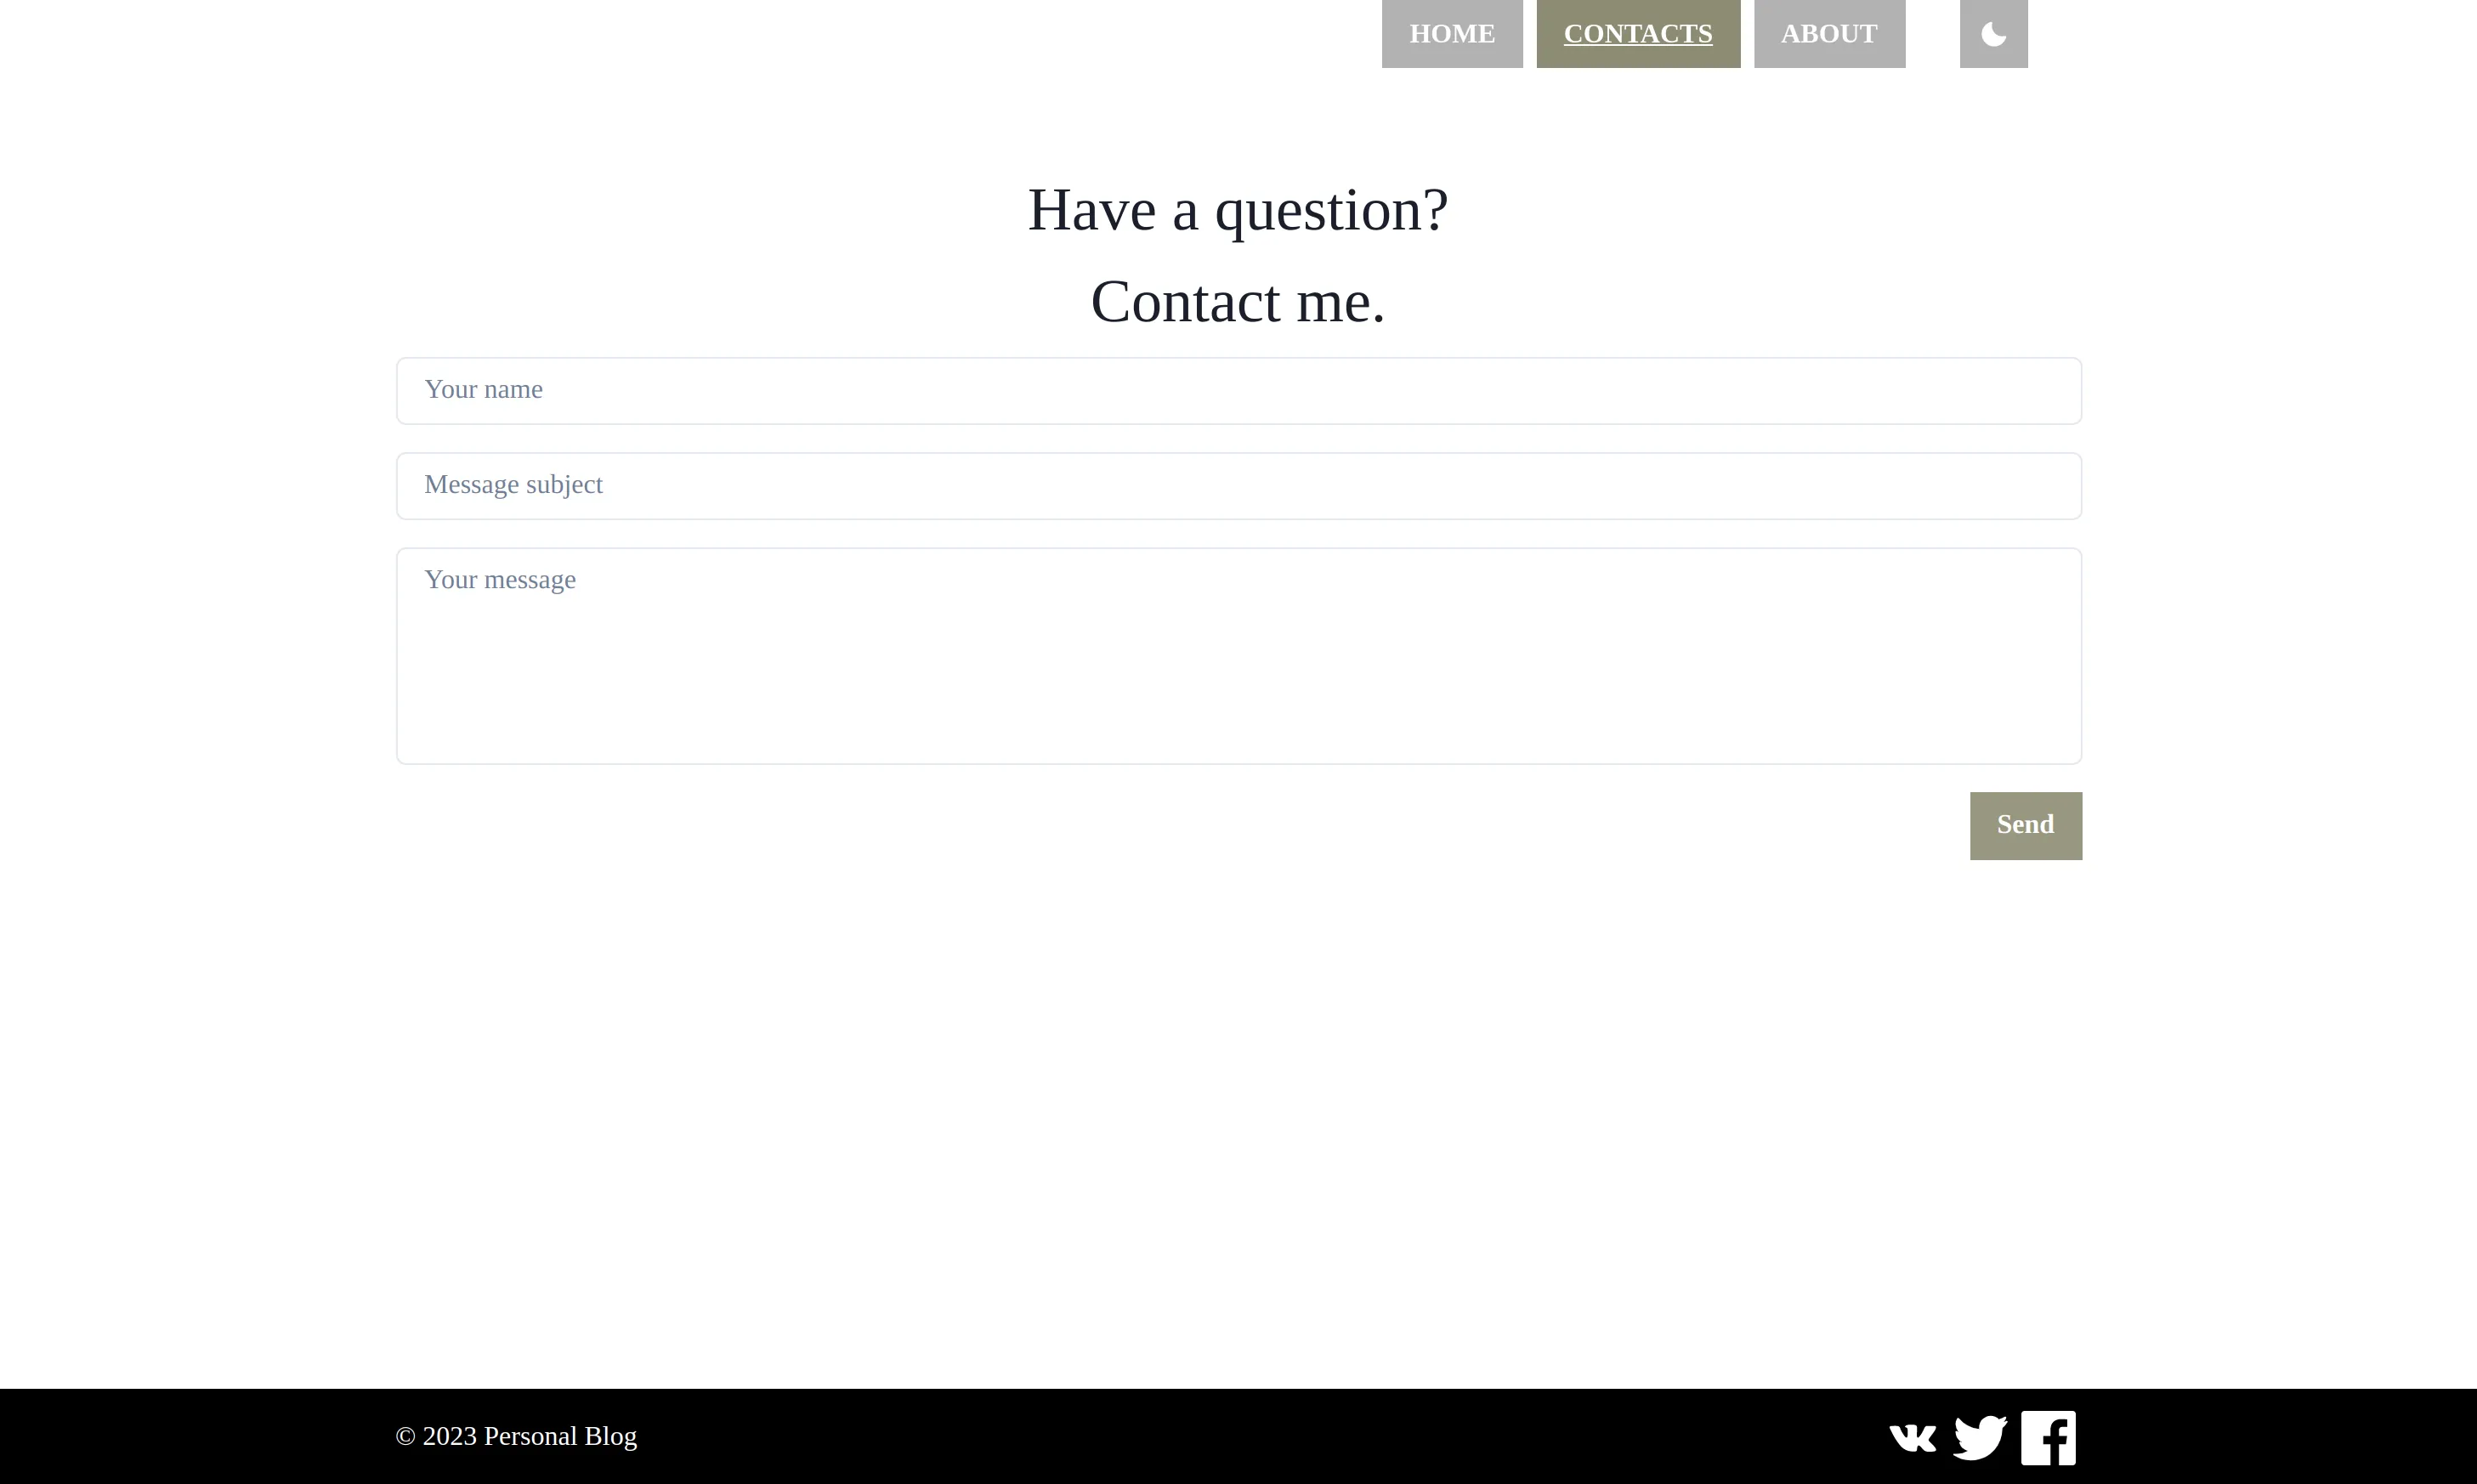 HOME CONTACTS ABOUT
Have a question?
Contact me.
Your name
Message subject
Your message
Send
© 2023 Personal Blog